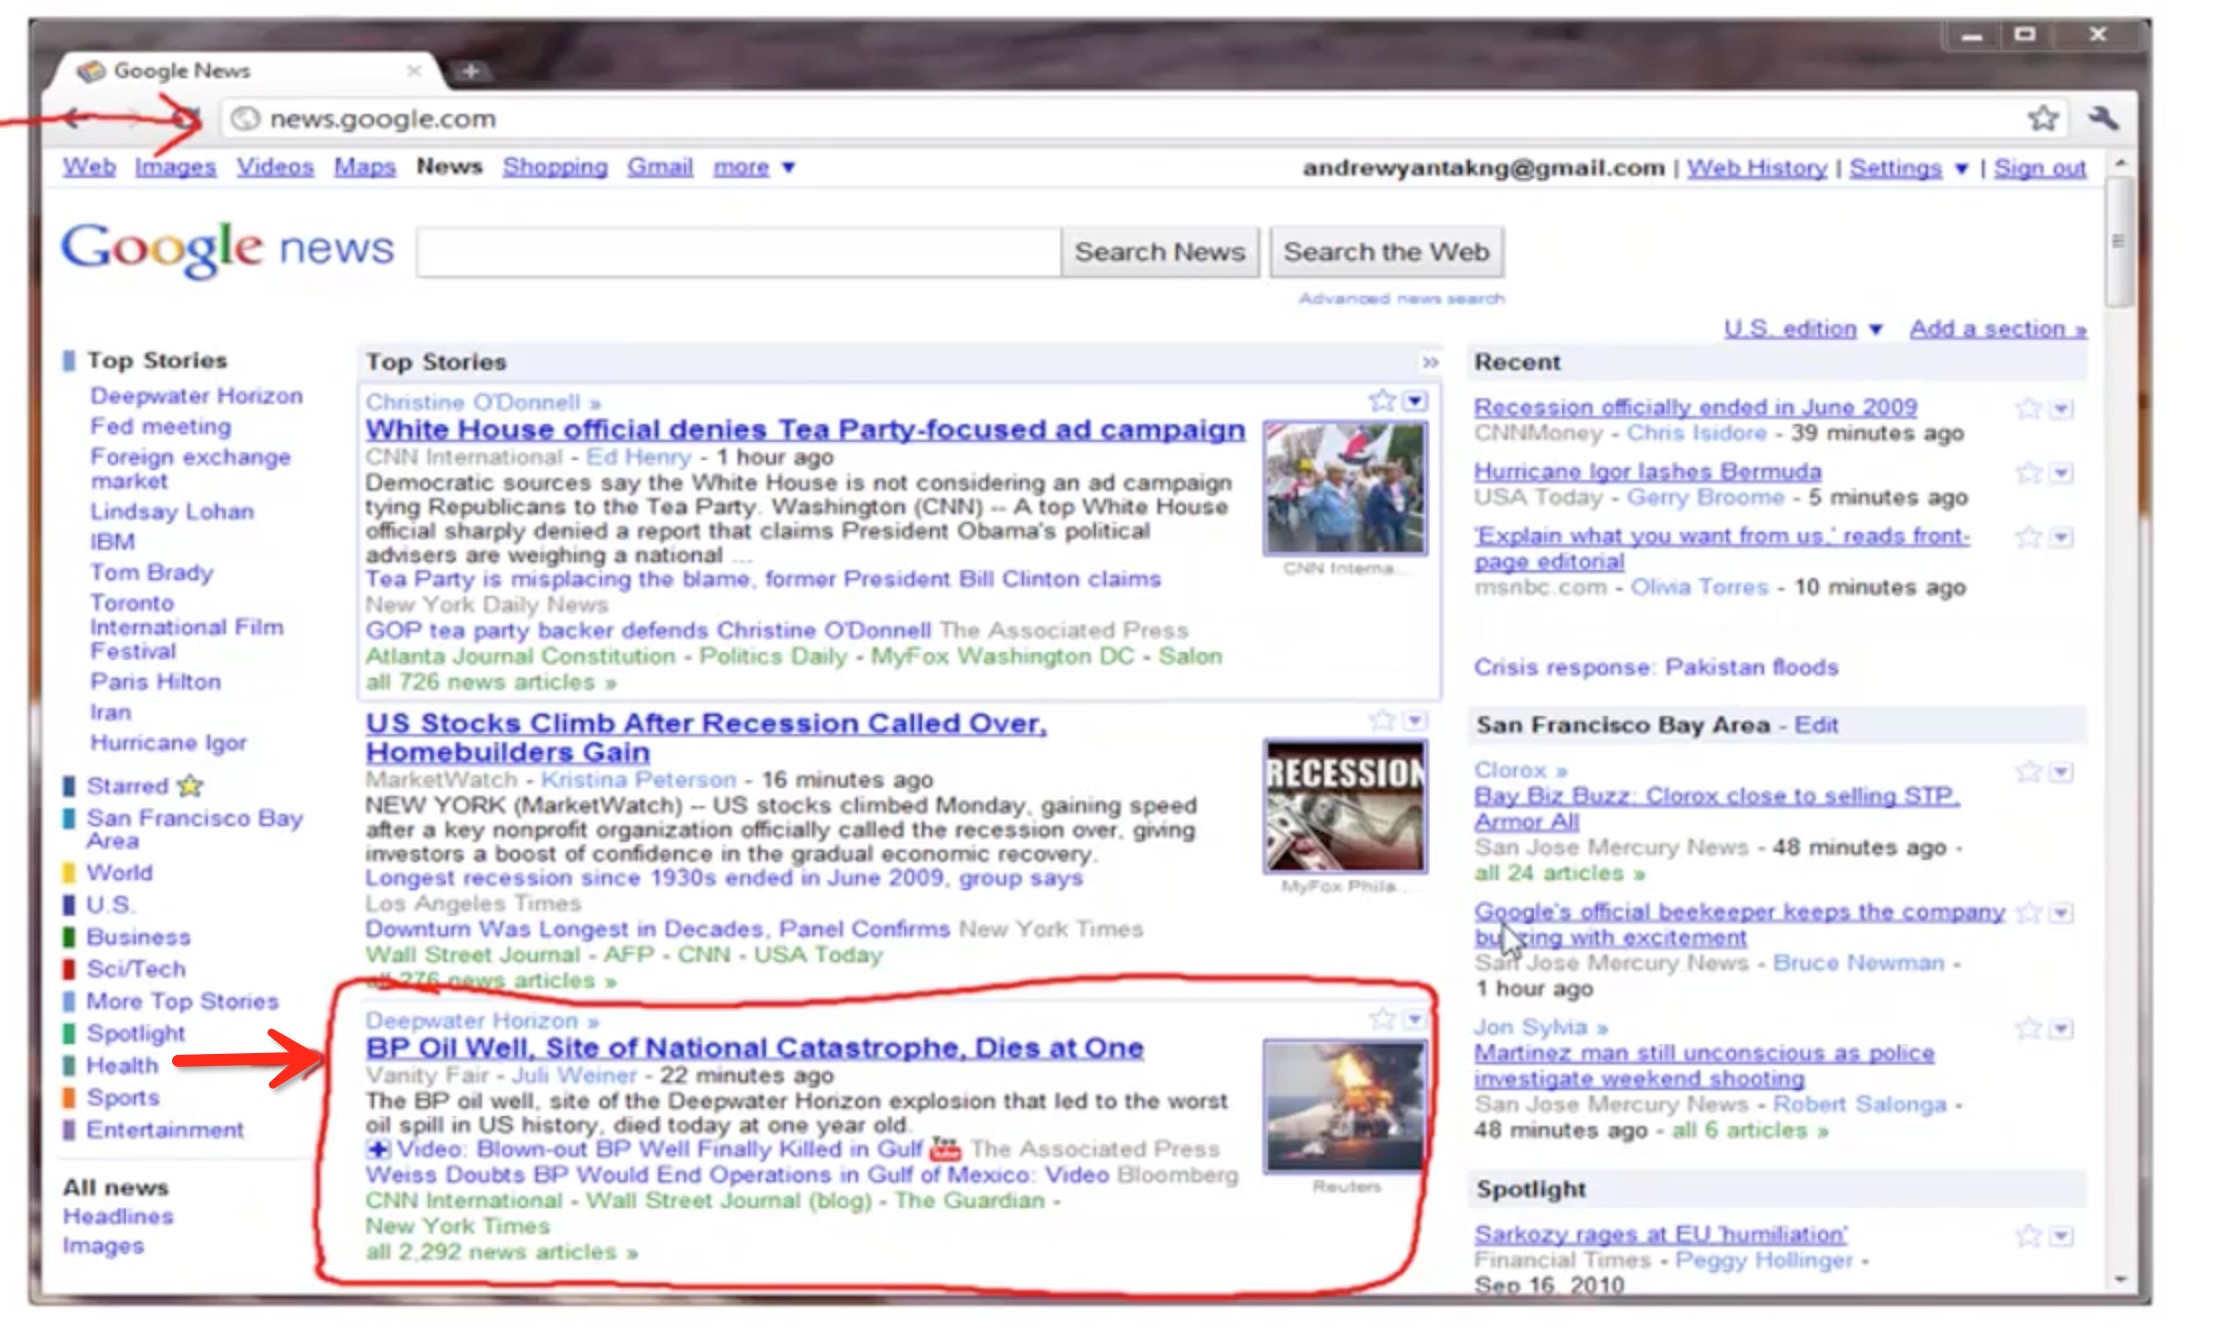 Google News
news.google.com
Web Images Videos Maps News Shopping Gmail more ▼
andrewyantakng@gmail.com | Web History | Settings ▼ | Sign out
Google news
Search News
Search the Web
Advanced news search
U.S. edition ▼ Add a section »
Top Stories
Deepwater Horizon
Fed meeting
Foreign exchange
market
Lindsay Lohan
IBM
Tom Brady
Toronto
International Film
Festival
Paris Hilton
Iran
Hurricane Igor
Starred
San Francisco Bay
Area
World
U.S.
Business
Sci/Tech
More Top Stories
Spotlight
Health
Sports
Entertainment
All news
Headlines
Images
Top Stories »
Christine O'Donnell »
White House official denies Tea Party-focused ad campaign
CNN International - Ed Henry - 1 hour ago
Democratic sources say the White House is not considering an ad campaign
tying Republicans to the Tea Party. Washington (CNN) -- A top White House
official sharply denied a report that claims President Obama's political
advisers are weighing a national ...
Tea Party is misplacing the blame, former President Bill Clinton claims
New York Daily News
GOP tea party backer defends Christine O'Donnell The Associated Press
Atlanta Journal Constitution - Politics Daily - MyFox Washington DC - Salon
all 726 news articles »
CNN Interna...
US Stocks Climb After Recession Called Over,
Homebuilders Gain
MarketWatch - Kristina Peterson - 16 minutes ago
NEW YORK (MarketWatch) -- US stocks climbed Monday, gaining speed
after a key nonprofit organization officially called the recession over, giving
investors a boost of confidence in the gradual economic recovery.
Longest recession since 1930s ended in June 2009, group says
Los Angeles Times
Downturn Was Longest in Decades, Panel Confirms New York Times
Wall Street Journal - AFP - CNN - USA Today
all 276 news articles »
RECESSION
MyFox Phila...
Deepwater Horizon »
BP Oil Well, Site of National Catastrophe, Dies at One
Vanity Fair - Juli Weiner - 22 minutes ago
The BP oil well, site of the Deepwater Horizon explosion that led to the worst
oil spill in US history, died today at one year old.
Video: Blown-out BP Well Finally Killed in Gulf You Tube The Associated Press
Weiss Doubts BP Would End Operations in Gulf of Mexico: Video Bloomberg
CNN International - Wall Street Journal (blog) - The Guardian -
New York Times
all 2,292 news articles »
Reuters
Recent
Recession officially ended in June 2009
CNNMoney - Chris Isidore - 39 minutes ago
Hurricane Igor lashes Bermuda
USA Today - Gerry Broome - 5 minutes ago
'Explain what you want from us,' reads front-
page editorial
msnbc.com - Olivia Torres - 10 minutes ago
Crisis response: Pakistan floods
San Francisco Bay Area - Edit
Clorox »
Bay Biz Buzz: Clorox close to selling STP,
Armor All
San Jose Mercury News - 48 minutes ago -
all 24 articles »
Google's official beekeeper keeps the company
buzzing with excitement
San Jose Mercury News - Bruce Newman -
1 hour ago
Jon Sylvia »
Martinez man still unconscious as police
investigate weekend shooting
San Jose Mercury News - Robert Salonga -
48 minutes ago - all 6 articles »
Spotlight
Sarkozy rages at EU 'humiliation'
Financial Times - Peggy Hollinger -
Sep 16, 2010